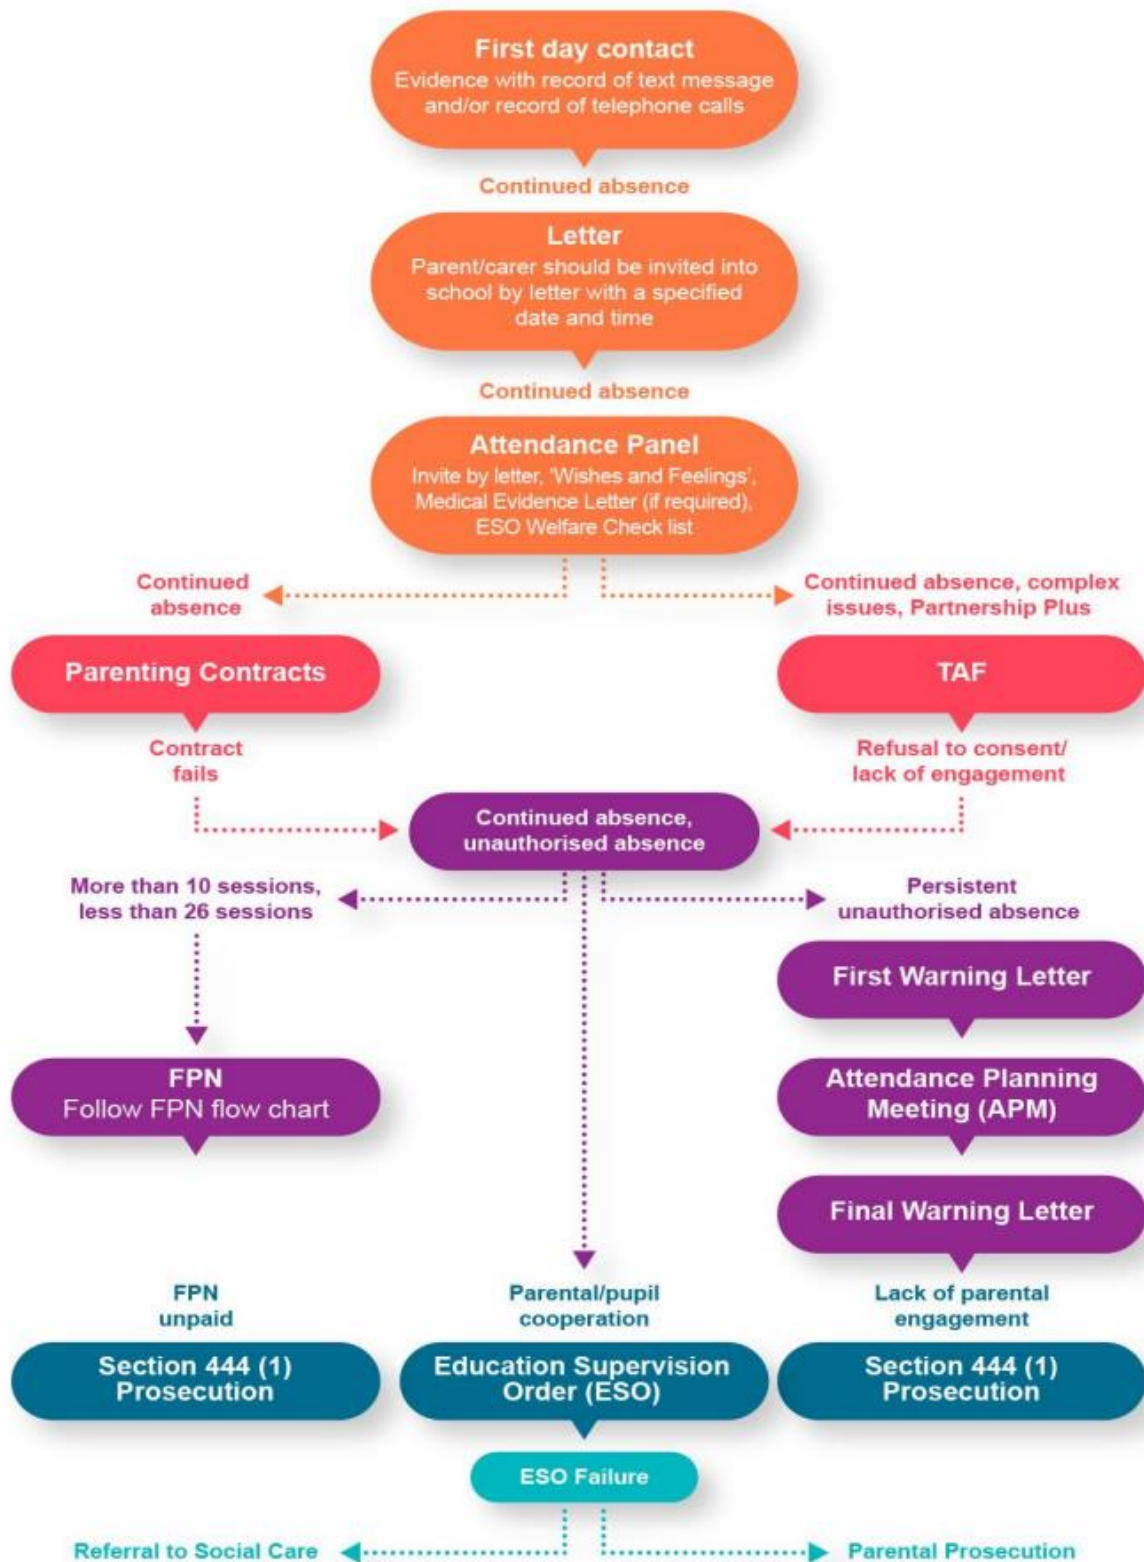 First day contact
Evidence with record of text message
and/or record of telephone calls
Continued absence
Letter
Parent/carer should be invited into
school by letter with a specified
date and time
Continued absence
Attendance Panel
Invite by letter, ‘Wishes and Feelings’,
Medical Evidence Letter (if required),
ESO Welfare Check list
Continued
absence
Continued absence, complex
issues, Partnership Plus
Parenting Contracts
TAF
Contract
fails
Refusal to consent/
lack of engagement
Continued absence,
unauthorised absence
More than 10 sessions,
less than 26 sessions
Persistent
unauthorised absence
First Warning Letter
FPN
Follow FPN flow chart
Attendance Planning
Meeting (APM)
Final Warning Letter
FPN
unpaid
Parental/pupil
cooperation
Lack of parental
engagement
Section 444 (1)
Prosecution
Education Supervision
Order (ESO)
Section 444 (1)
Prosecution
ESO Failure
Referral to Social Care
Parental Prosecution